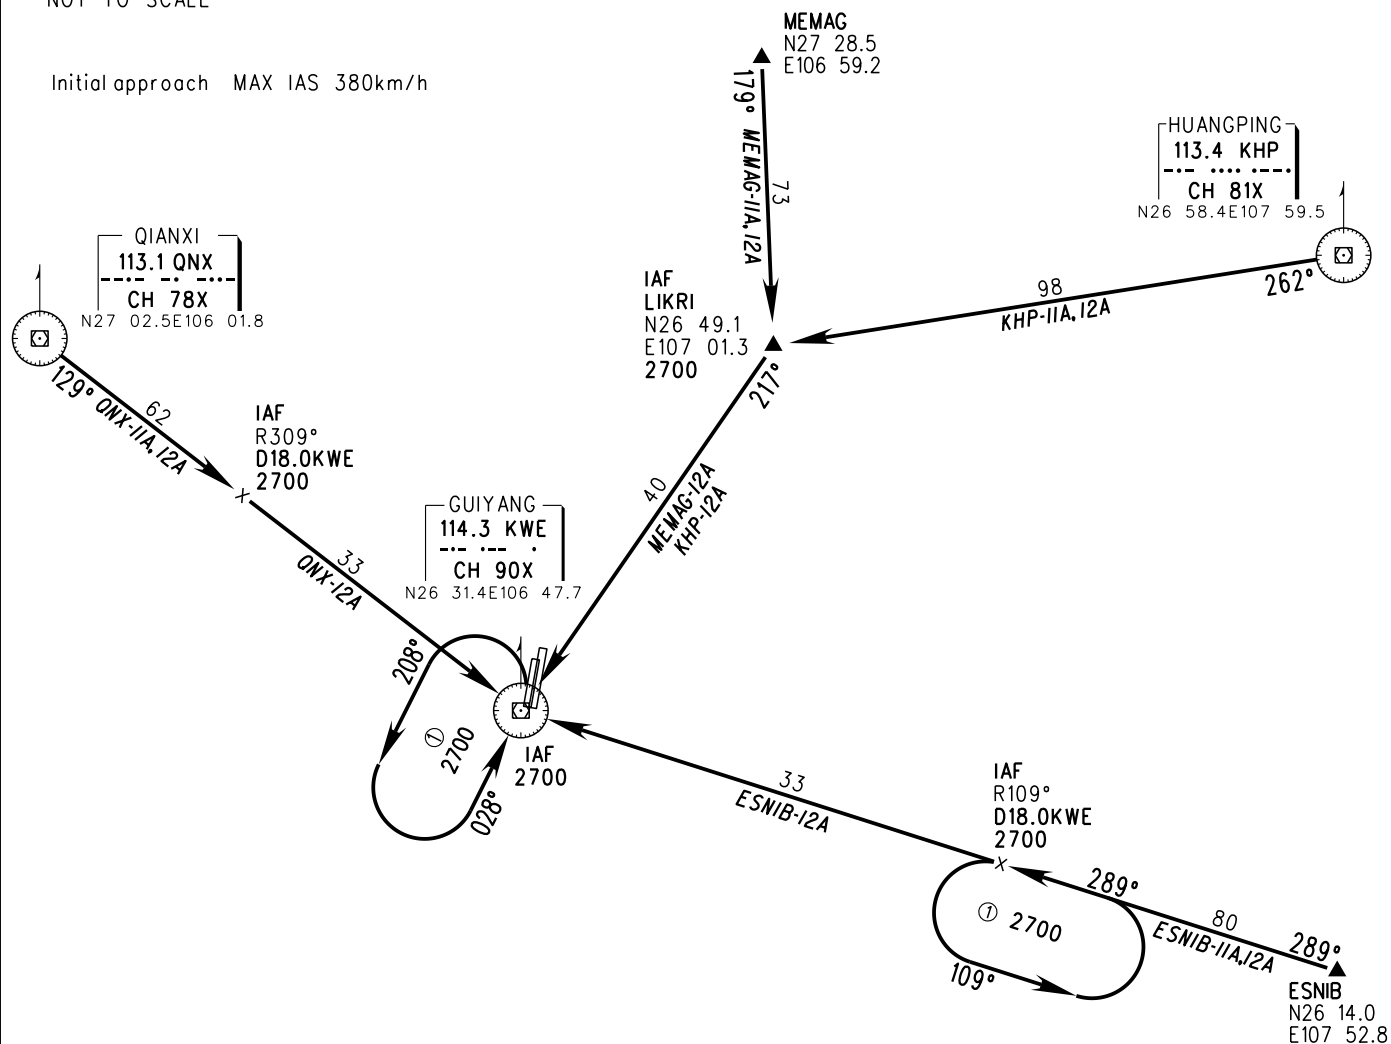 NOT TO SCALE
Initial approach MAX IAS 380km/h
MEMAG
N27 28.5
E106 59.2
179° MEMAG-11A,12A
73
HUANGPING
113.4 KHP
CH 81X
N26 58.4E107 59.5
262°
98
KHP-11A,12A
QIANXI
113.1 QNX
CH 78X
N27 02.5E106 01.8
129° QNX-11A,12A
62
IAF
LIKRI
N26 49.1
E107 01.3
2700
217°
40
MEMAG-12A
KHP-12A
IAF
R309°
D18.0KWE
2700
33
QNX-12A
GUIYANG
114.3 KWE
CH 90X
N26 31.4E106 47.7
208°
① 2700
028°
IAF
2700
33
ESNIB-12A
IAF
R109°
D18.0KWE
2700
① 2700
109°
289°
80
ESNIB-11A,12A
289°
ESNIB
N26 14.0
E107 52.8